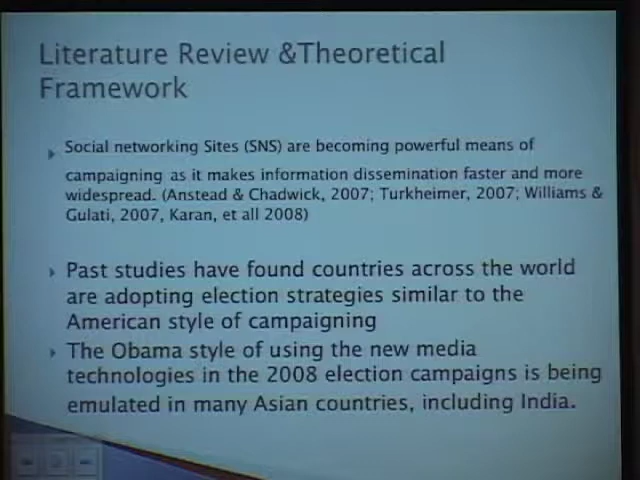 Literature Review &Theoretical
Framework
Social networking Sites (SNS) are becoming powerful means of
campaigning as it makes information dissemination faster and more
widespread. (Anstead & Chadwick, 2007; Turkheimer, 2007; Williams &
Gulati, 2007, Karan, et all 2008)
Past studies have found countries across the world
are adopting election strategies similar to the
American style of campaigning
The Obama style of using the new media
technologies in the 2008 election campaigns is being
emulated in many Asian countries, including India.